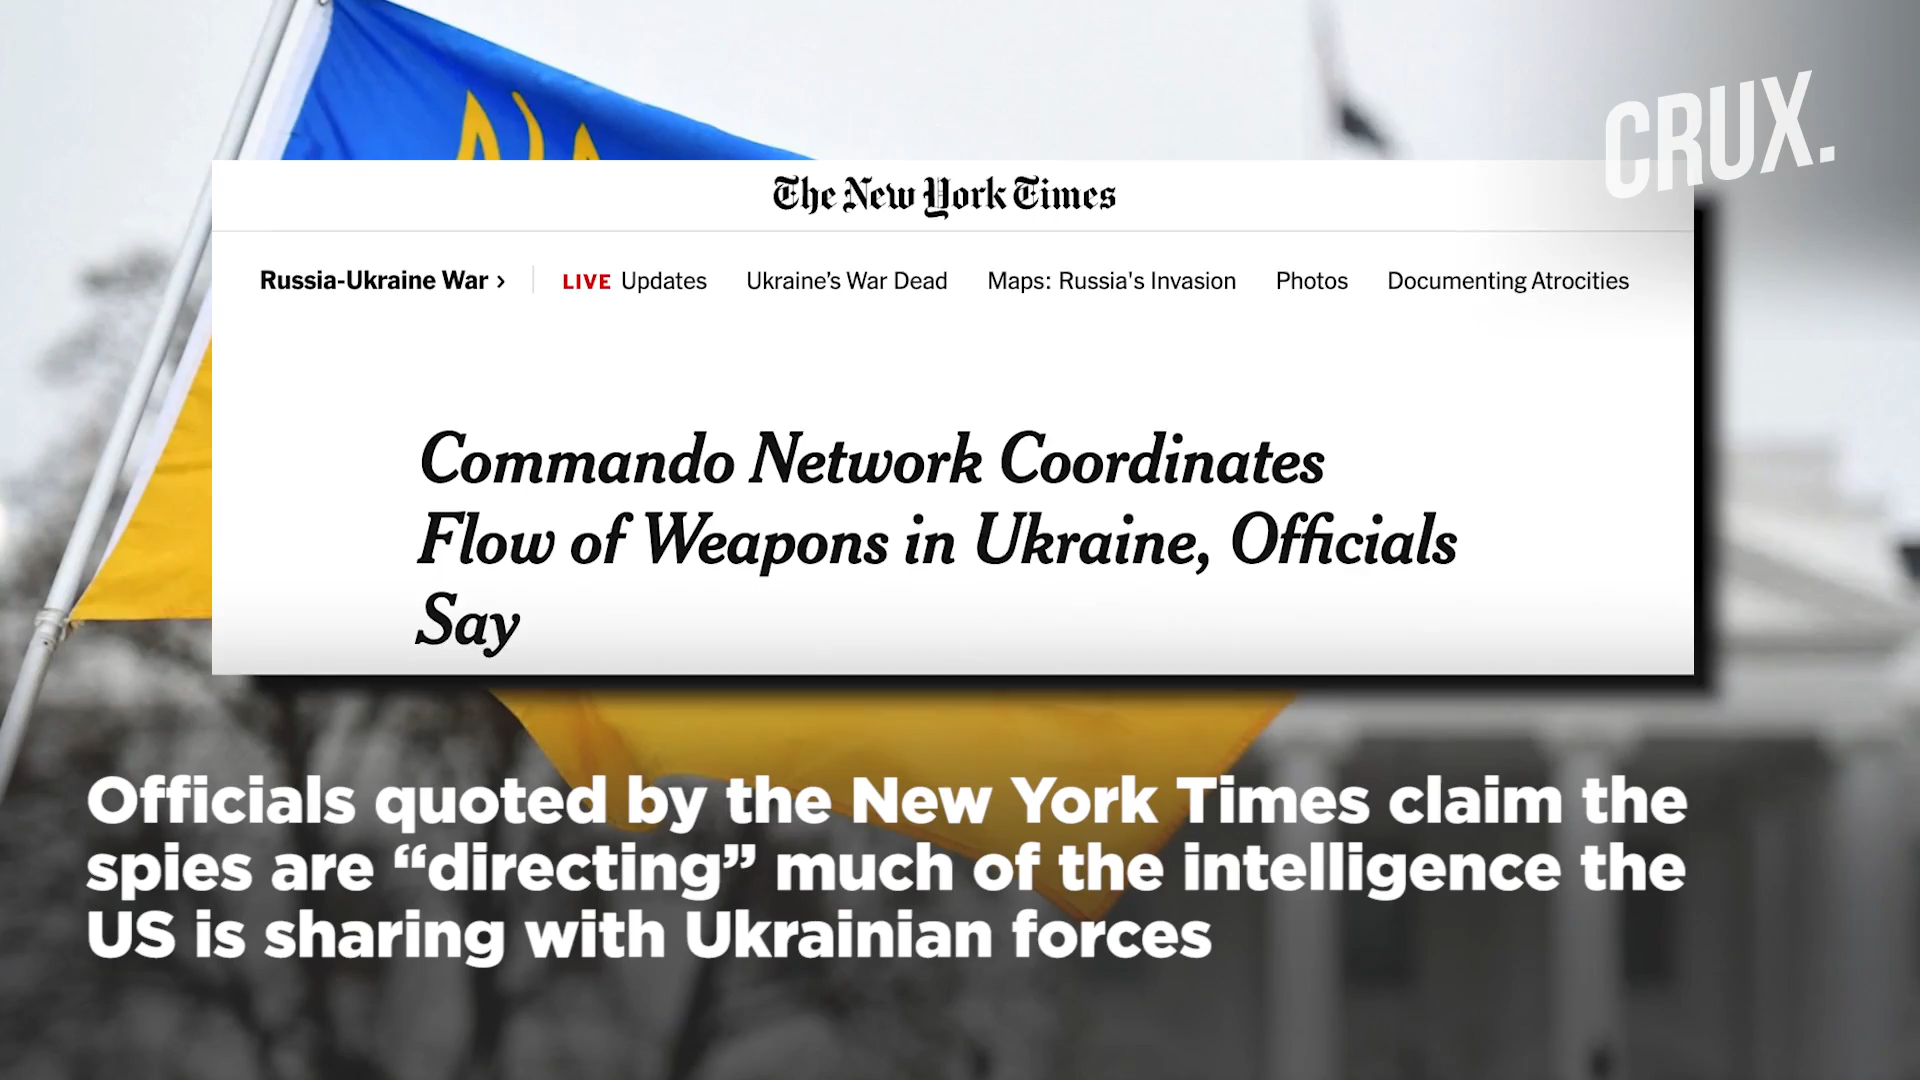 CRUX.
The New York Times
Russia-Ukraine War › LIVE Updates Ukraine’s War Dead Maps: Russia's Invasion Photos Documenting Atrocities
Commando Network Coordinates
Flow of Weapons in Ukraine, Officials
Say
Officials quoted by the New York Times claim the
spies are “directing” much of the intelligence the
US is sharing with Ukrainian forces